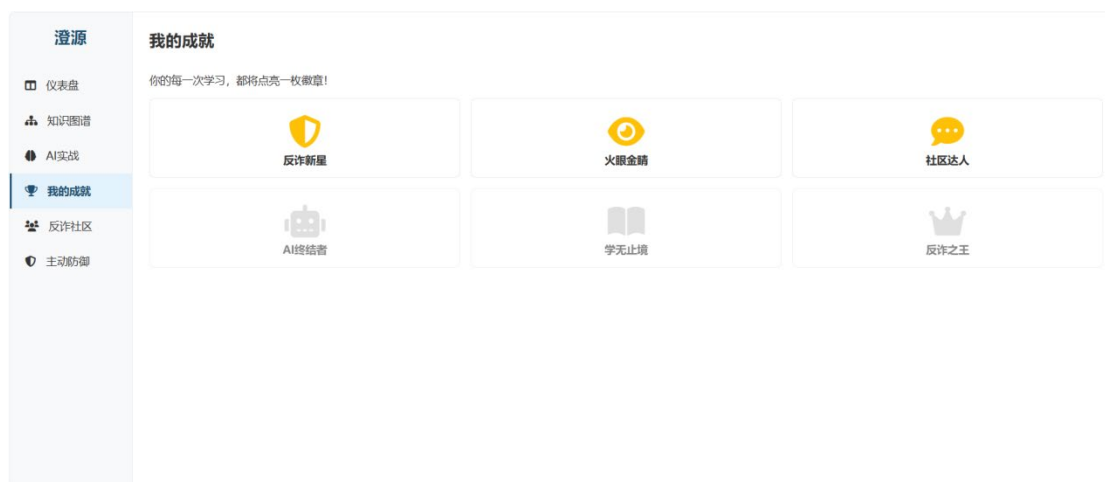 澄源
仪表盘
知识图谱
AI实战
我的成就
反诈社区
主动防御
我的成就
你的每一次学习，都将点亮一枚徽章！
反诈新星
火眼金睛
社区达人
AI终结者
学无止境
反诈之王